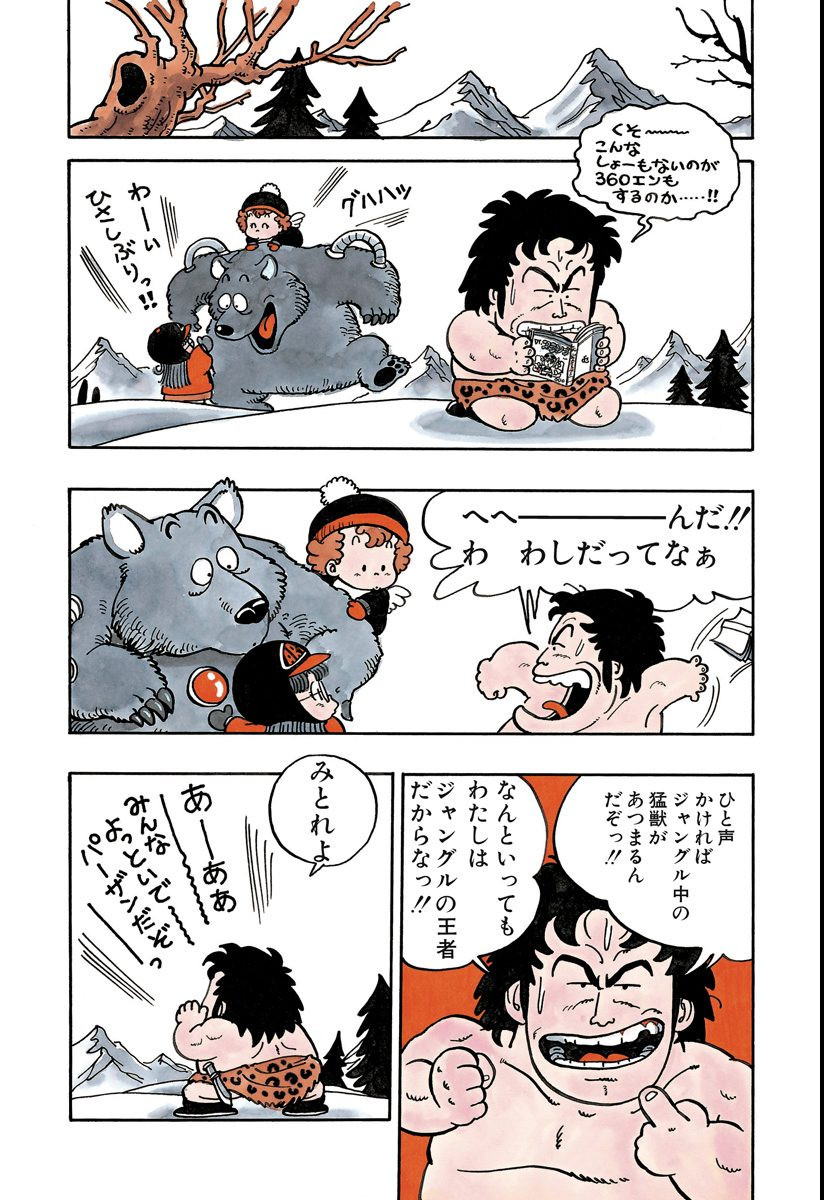 くそ〜〜〜
こんな
しょーもないのが
360エンも
するのか……!!
グハハッ
わーい
ひさしぶりっ!!
へへ――――んだ!!
わ　わしだってなぁ
ひと声
かければ
ジャングル中の
猛獣が
あつまるん
だぞっ!!
なんといっても
わたしは
ジャングルの王者
だからなっ!!
みとれよ
あーああ
〜〜〜
みんな
よっといで
パーザンだぞっ